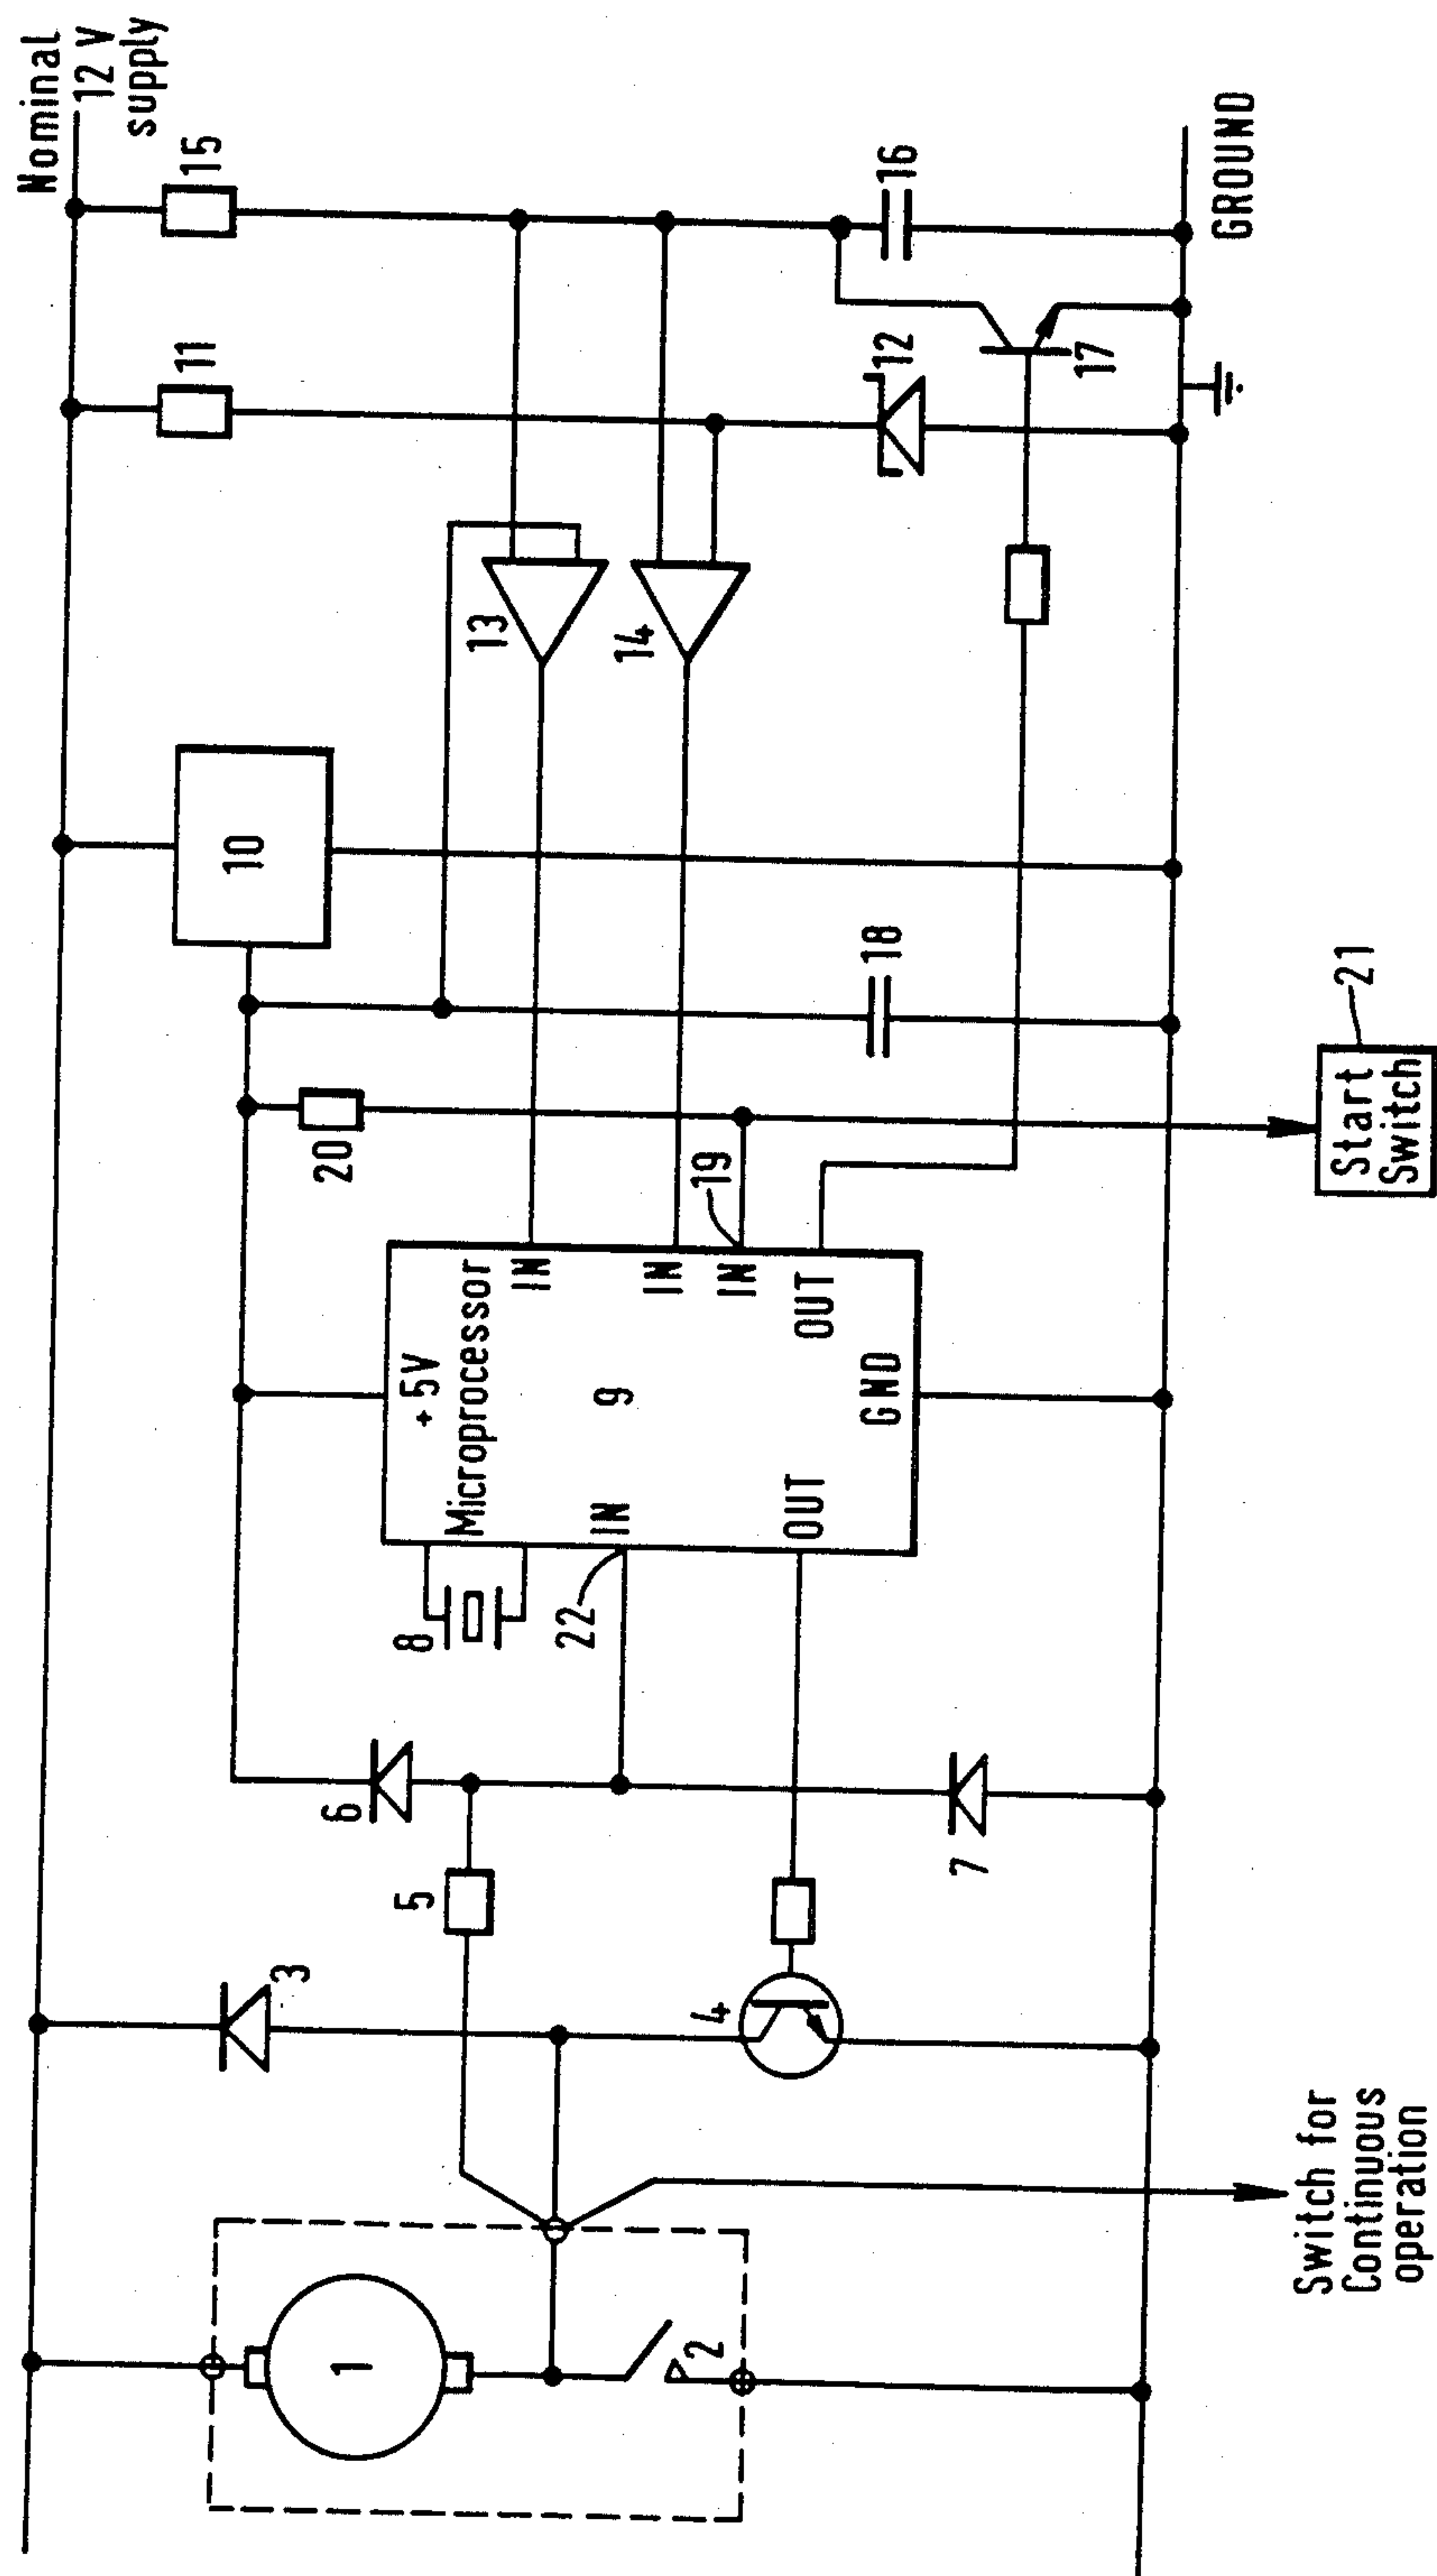 Nominal
12 V
supply
15
11
16
GROUND
12
17
13
14
10
18
20
19
21
Start
Switch
+5V
Microprocessor
9
IN
IN
IN
OUT
GND
IN
OUT
8
22
6
5
7
3
4
1
2
Switch for
Continuous
operation